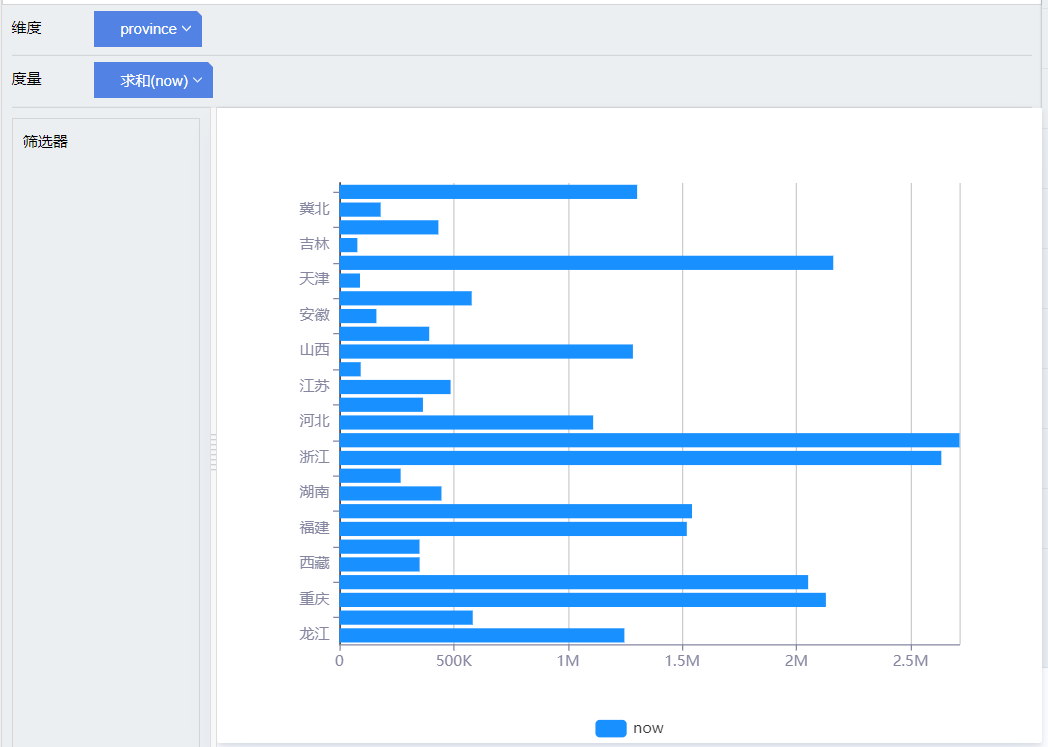 维度
province
度量
求和(now)
筛选器
冀北
吉林
天津
安徽
山西
江苏
河北
浙江
湖南
福建
西藏
重庆
龙江
0 500K 1M 1.5M 2M 2.5M
now